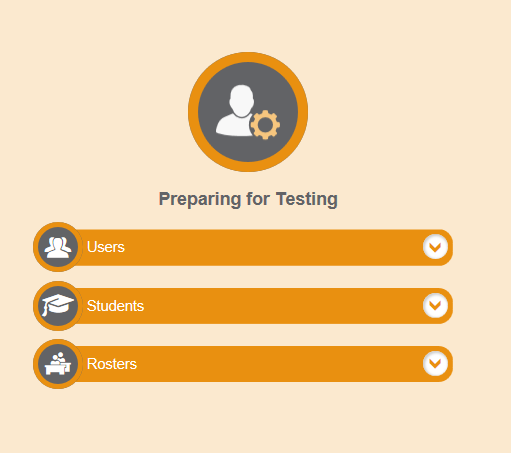 Preparing for Testing
Users
Students
Rosters